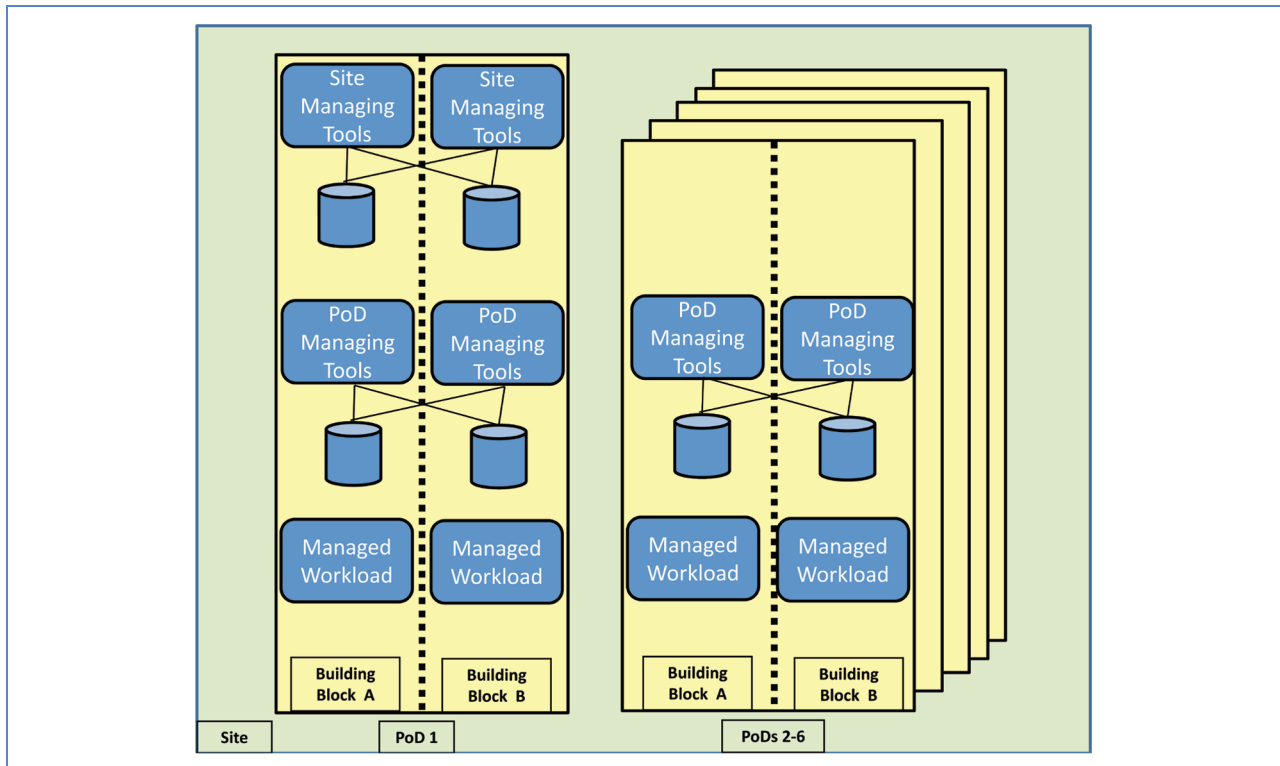 Site
Managing
Tools
Site
Managing
Tools
PoD
Managing
Tools
PoD
Managing
Tools
Managed
Workload
Managed
Workload
Building
Block A
Building
Block B
PoD
Managing
Tools
PoD
Managing
Tools
Managed
Workload
Managed
Workload
Building
Block A
Building
Block B
Site
PoD 1
PoDs 2-6